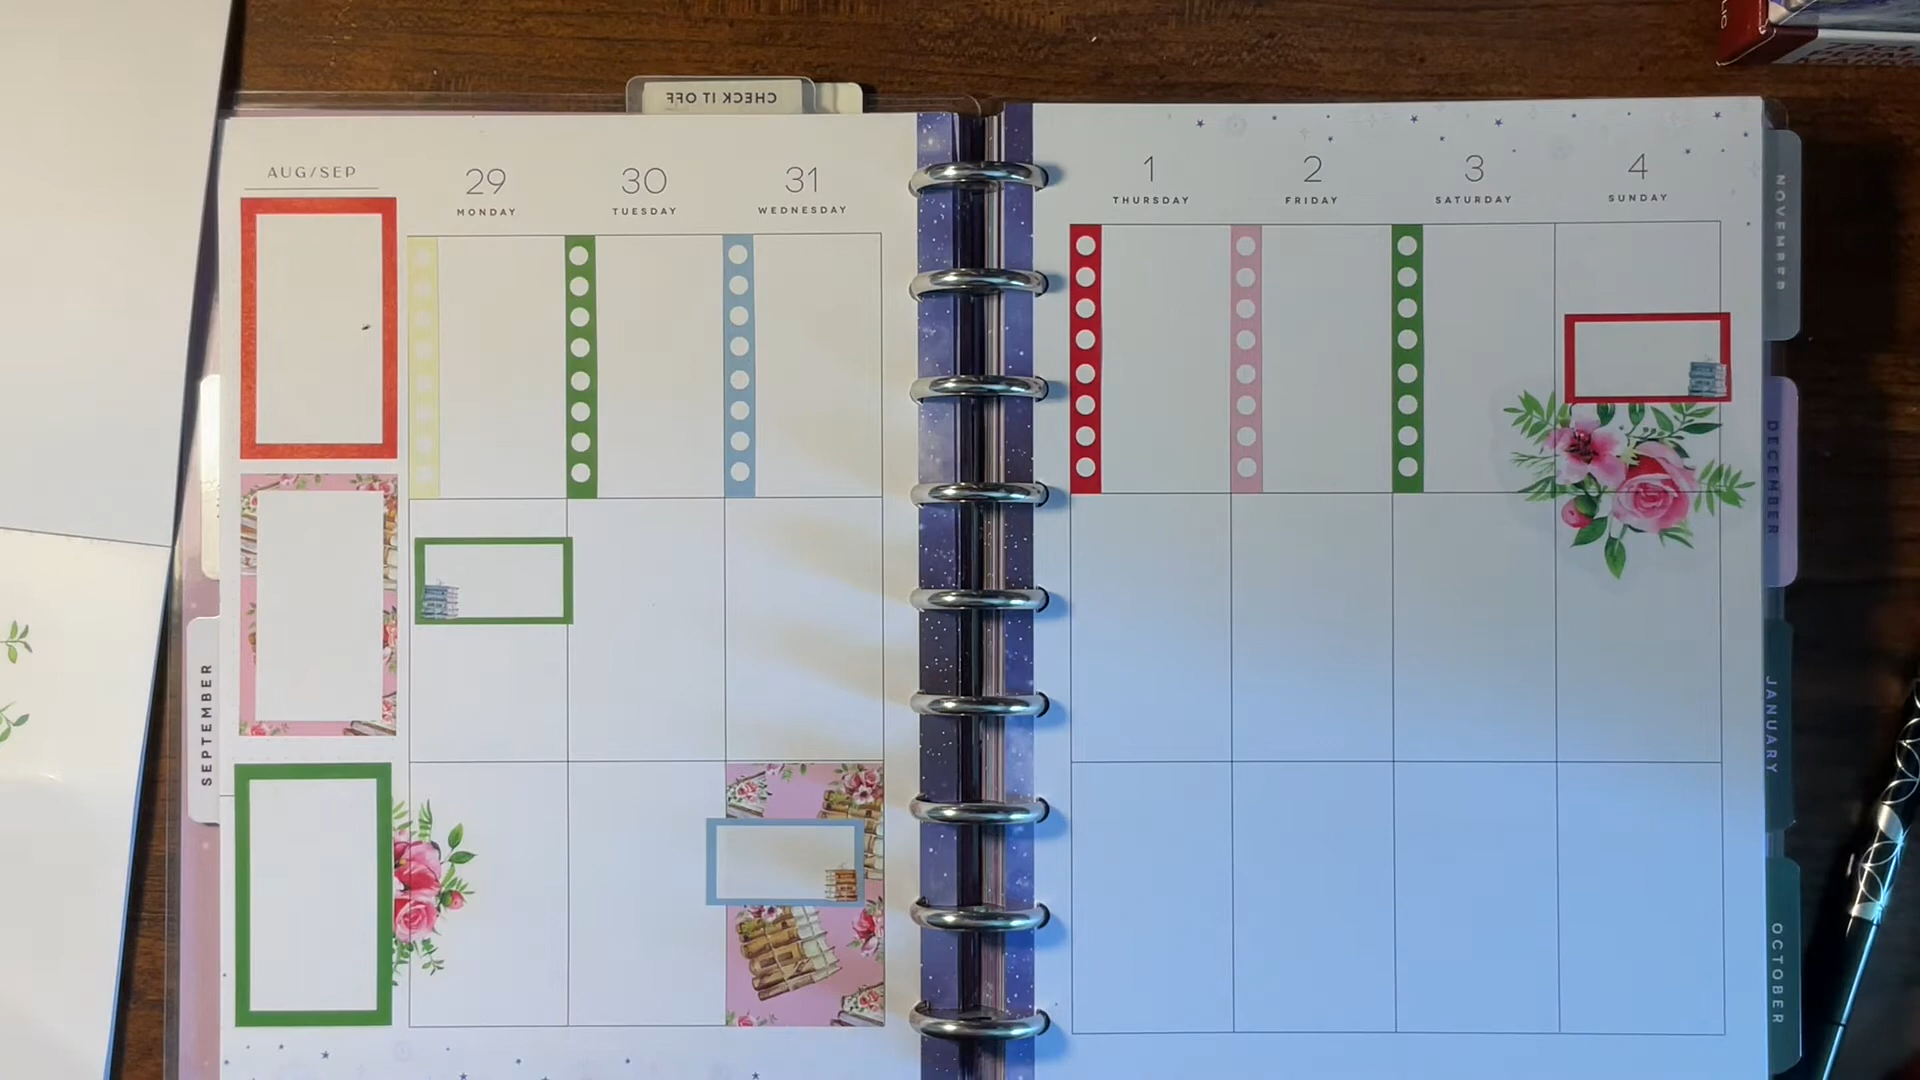 CHECK IT OFF
AUG/SEP
29
MONDAY
30
TUESDAY
31
WEDNESDAY
1
THURSDAY
2
FRIDAY
3
SATURDAY
4
SUNDAY
SEPTEMBER
NOVEMBER
DECEMBER
JANUARY
OCTOBER